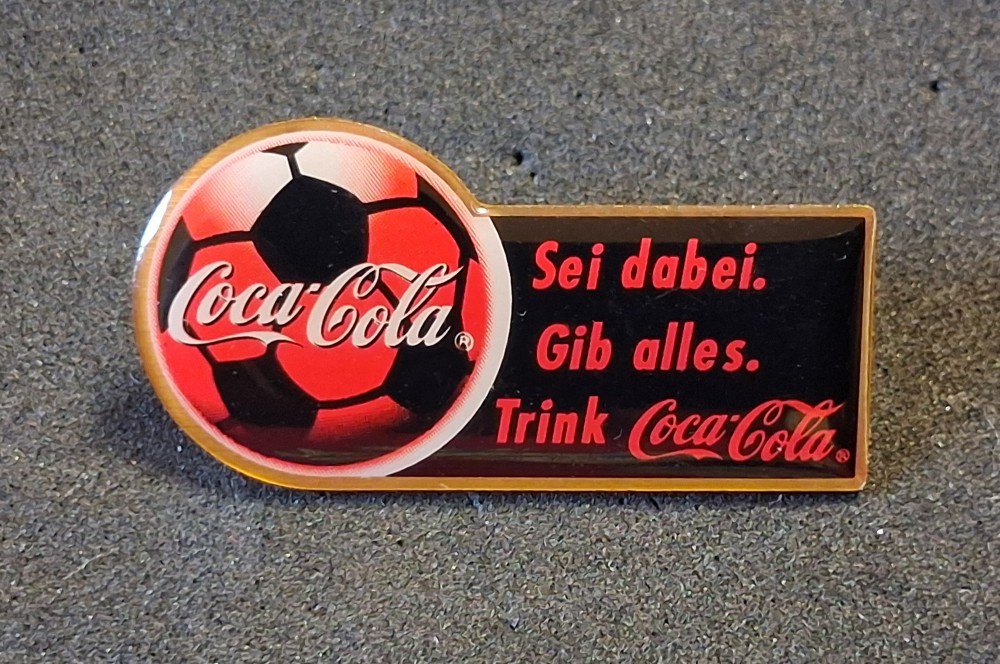 Coca-Cola®
Sei dabei.
Gib alles.
Trink Coca-Cola®